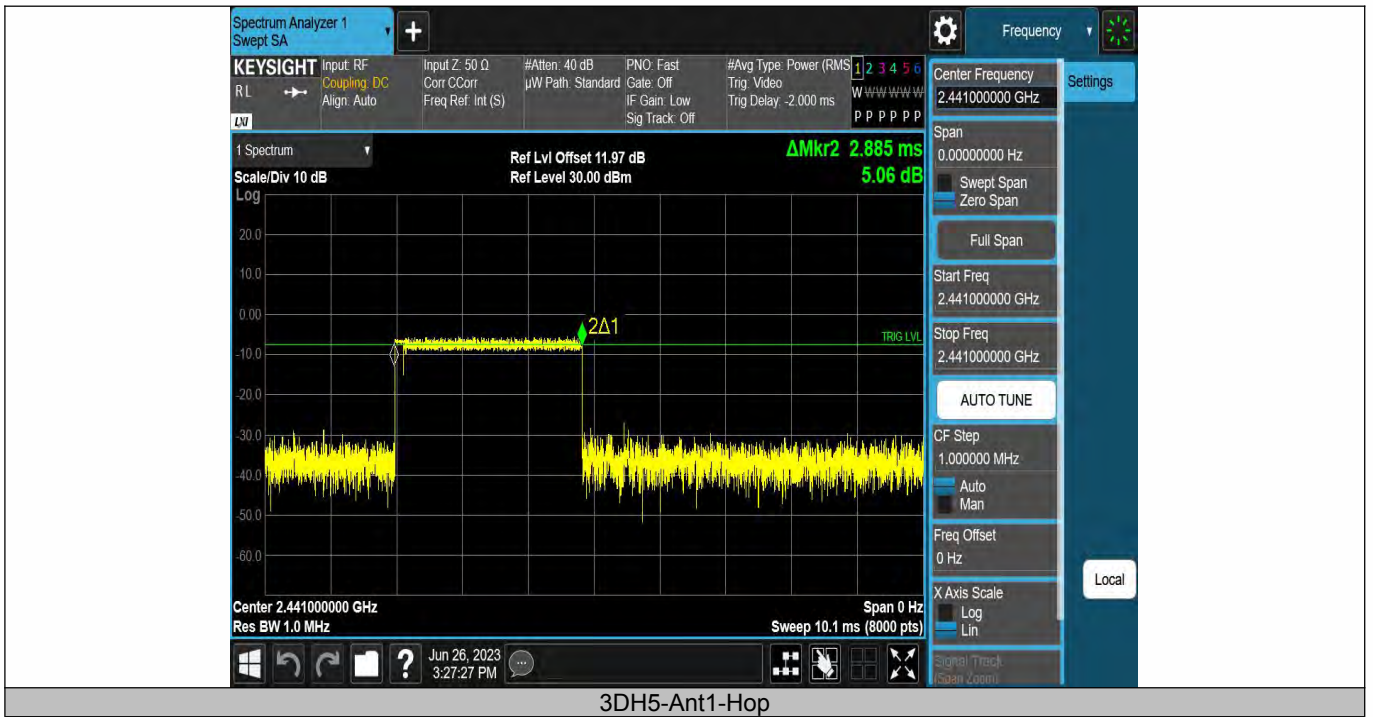 Spectrum Analyzer 1
Swept SA
+
Frequency
KEYSIGHT
RL
LXI
Input: RF
Coupling: DC
Align: Auto
Input Z: 50 Ω
Corr CCorr
Freq Ref: Int (S)
#Atten: 40 dB
µW Path: Standard
PNO: Fast
Gate: Off
IF Gain: Low
Sig Track: Off
#Avg Type: Power (RMS
Trig: Video
Trig Delay: -2.000 ms
1 2 3 4 5 6
W W W W W W
P P P P P P
1 Spectrum
Scale/Div 10 dB
Log
Ref Lvl Offset 11.97 dB
Ref Level 30.00 dBm
ΔMkr2 2.885 ms
5.06 dB
20.0
10.0
0.00
-10.0
-20.0
-30.0
-40.0
-50.0
-60.0
2Δ1
TRIG LVL
Center 2.441000000 GHz
Res BW 1.0 MHz
Span 0 Hz
Sweep 10.1 ms (8000 pts)
?
Jun 26, 2023
3:27:27 PM
Center Frequency
2.441000000 GHz
Span
0.00000000 Hz
Swept Span
Zero Span
Full Span
Start Freq
2.441000000 GHz
Stop Freq
2.441000000 GHz
AUTO TUNE
CF Step
1.000000 MHz
Auto
Man
Freq Offset
0 Hz
X Axis Scale
Log
Lin
Signal Track
(Span Zoom)
Settings
Local
3DH5-Ant1-Hop